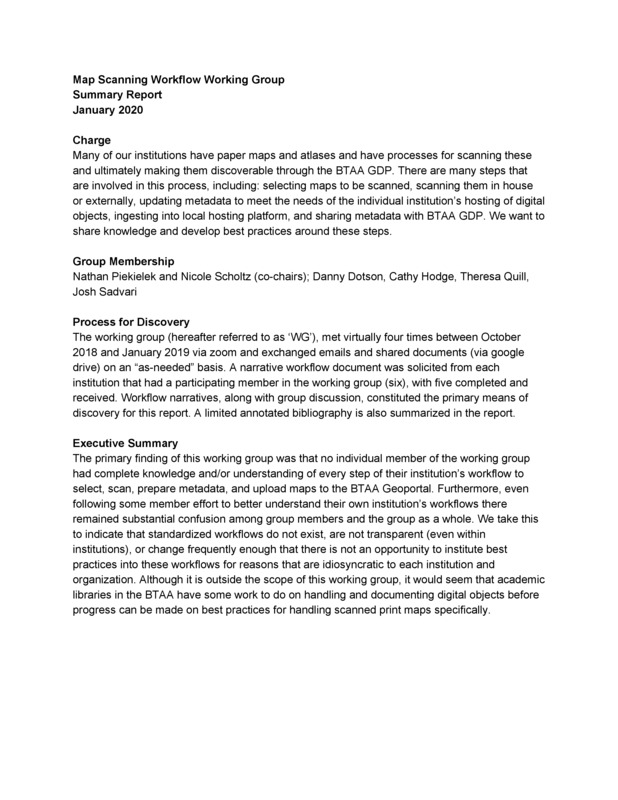 Map Scanning Workflow Working Group
Summary Report
January 2020
Charge
Many of our institutions have paper maps and atlases and have processes for scanning these
and ultimately making them discoverable through the BTAA GDP. There are many steps that
are involved in this process, including: selecting maps to be scanned, scanning them in house
or externally, updating metadata to meet the needs of the individual institution's hosting of digital
objects, ingesting into local hosting platform, and sharing metadata with BTAA GDP. We want to
share knowledge and develop best practices around these steps.
Group Membership
Nathan Piekielek and Nicole Scholtz (co-chairs); Danny Dotson, Cathy Hodge, Theresa Quill,
Josh Sadvari
Process for Discovery
The working group (hereafter referred to as 'WG'), met virtually four times between October
2018 and January 2019 via zoom and exchanged emails and shared documents (via google
drive) on an "as-needed" basis. A narrative workflow document was solicited from each
institution that had a participating member in the working group (six), with five completed and
received. Workflow narratives, along with group discussion, constituted the primary means of
discovery for this report. A limited annotated bibliography is also summarized in the report.
Executive Summary
The primary finding of this working group was that no individual member of the working group
had complete knowledge and/or understanding of every step of their institution's workflow to
select, scan, prepare metadata, and upload maps to the BTAA Geoportal. Furthermore, even
following some member effort to better understand their own institution's workflows there
remained substantial confusion among group members and the group as a whole. We take this
to indicate that standardized workflows do not exist, are not transparent (even within
institutions), or change frequently enough that there is not an opportunity to institute best
practices into these workflows for reasons that are idiosyncratic to each institution and
organization. Although it is outside the scope of this working group, it would seem that academic
libraries in the BTAA have some work to do on handling and documenting digital objects before
progress can be made on best practices for handling scanned print maps specifically.